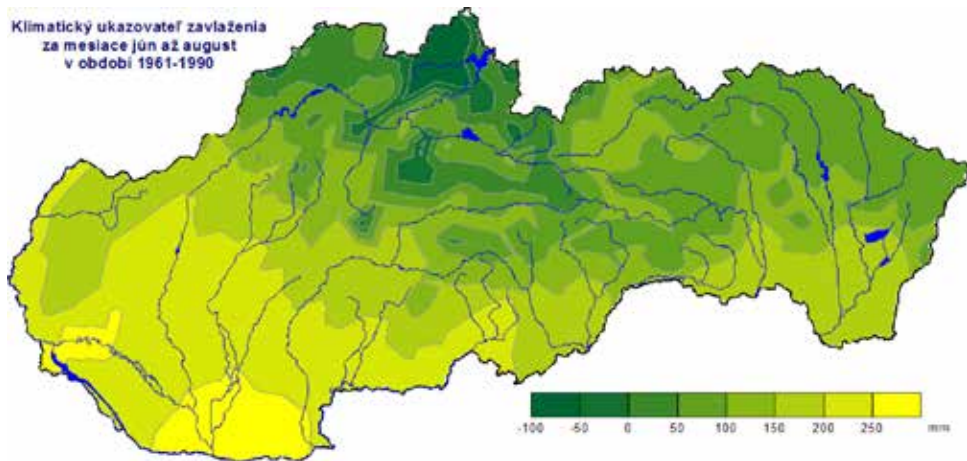 Klimatický ukazovateľ zavlaženia
za mesiace jún až august
v období 1961-1990
-100 -50 0 50 100 150 200 250 mm